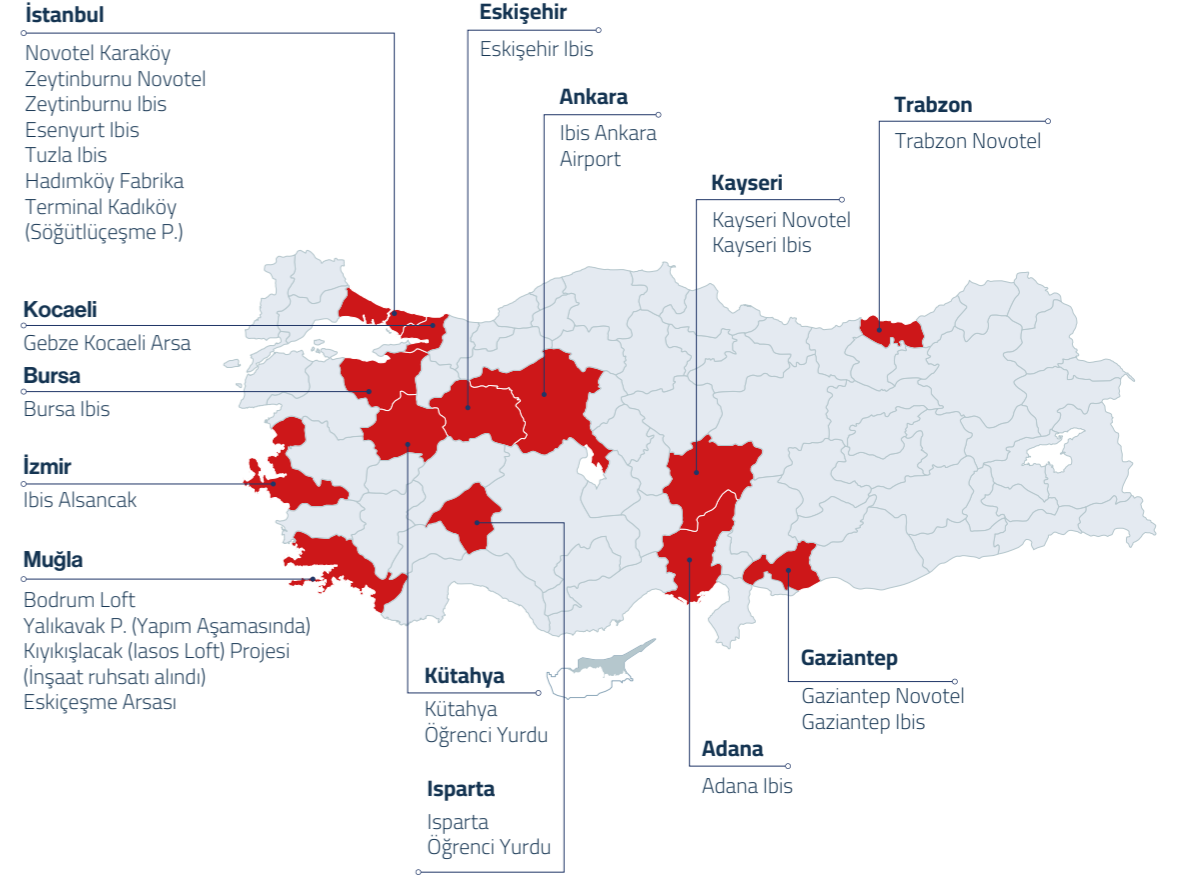 İstanbul
Novotel Karaköy
Zeytinburnu Novotel
Zeytinburnu Ibis
Esenyurt Ibis
Tuzla Ibis
Hadımköy Fabrika
Terminal Kadıköy
(Söğütlüçeşme P.)
Eskişehir
Eskişehir Ibis
Ankara
Ibis Ankara
Airport
Trabzon
Trabzon Novotel
Kayseri
Kayseri Novotel
Kayseri Ibis
Kocaeli
Gebze Kocaeli Arsa
Bursa
Bursa Ibis
İzmir
Ibis Alsancak
Muğla
Bodrum Loft
Yalıkavak P. (Yapım Aşamasında)
Kıyıkışlacak (Iasos Loft) Projesi
(İnşaat ruhsatı alındı)
Eskiçeşme Arsası
Kütahya
Kütahya
Öğrenci Yurdu
Isparta
Isparta
Öğrenci Yurdu
Gaziantep
Gaziantep Novotel
Gaziantep Ibis
Adana
Adana Ibis